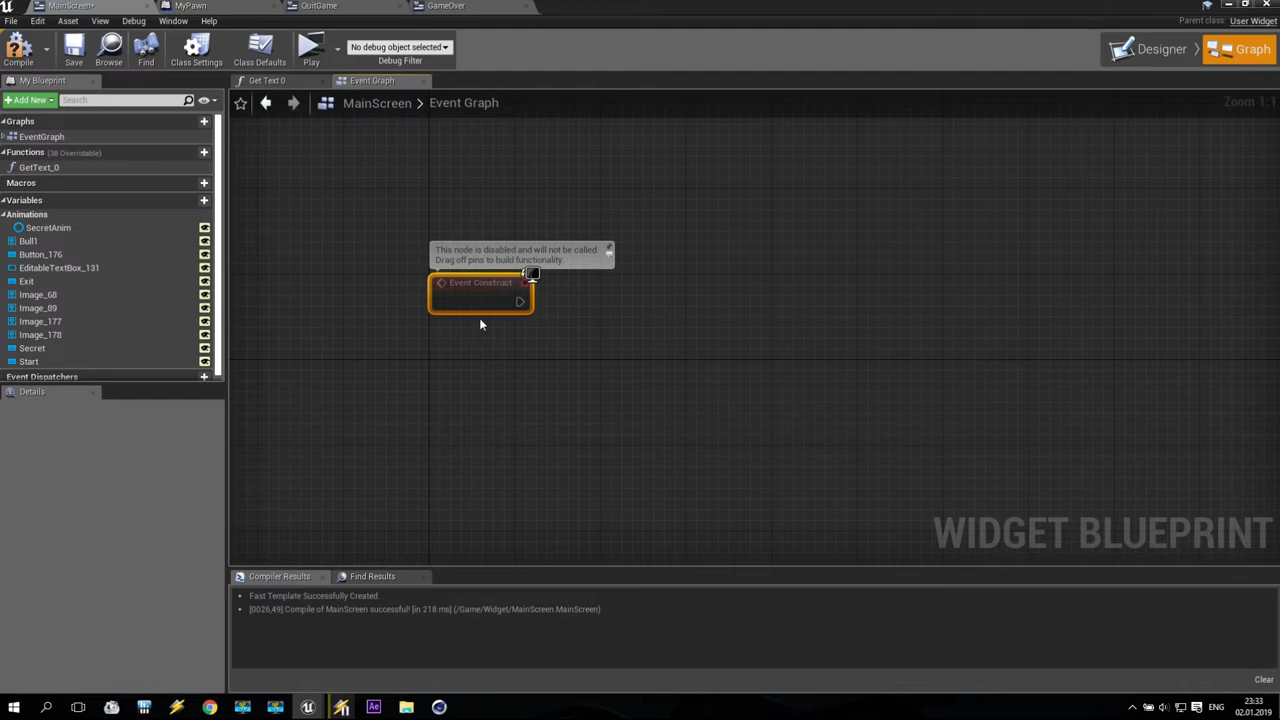 MainScreen*
MyPawn
QuitGame
GameOver
File
Edit
Asset
View
Debug
Window
Help
Parent class: User Widget
Compile
Save
Browse
Find
Class Settings
Class Defaults
Play
No debug object selected
Debug Filter
Designer
Graph
My Blueprint
Get Text 0
Event Graph
Add New
Search
MainScreen > Event Graph
Zoom 1:1
Graphs
EventGraph
Functions (38 Overridable)
GetText_0
Macros
Variables
Animations
SecretAnim
Bull1
Button_176
EditableTextBox_131
Exit
Image_68
Image_89
Image_177
Image_178
Secret
Start
Event Dispatchers
Details
This node is disabled and will not be called.
Drag off pins to build functionality.
Event Construct
WIDGET BLUEPRINT
Compiler Results
Find Results
Fast Template Successfully Created.
[0026,49] Compile of MainScreen successful! [in 218 ms] (/Game/Widget/MainScreen.MainScreen)
Clear
Ae
ENG
23:33
02.01.2019